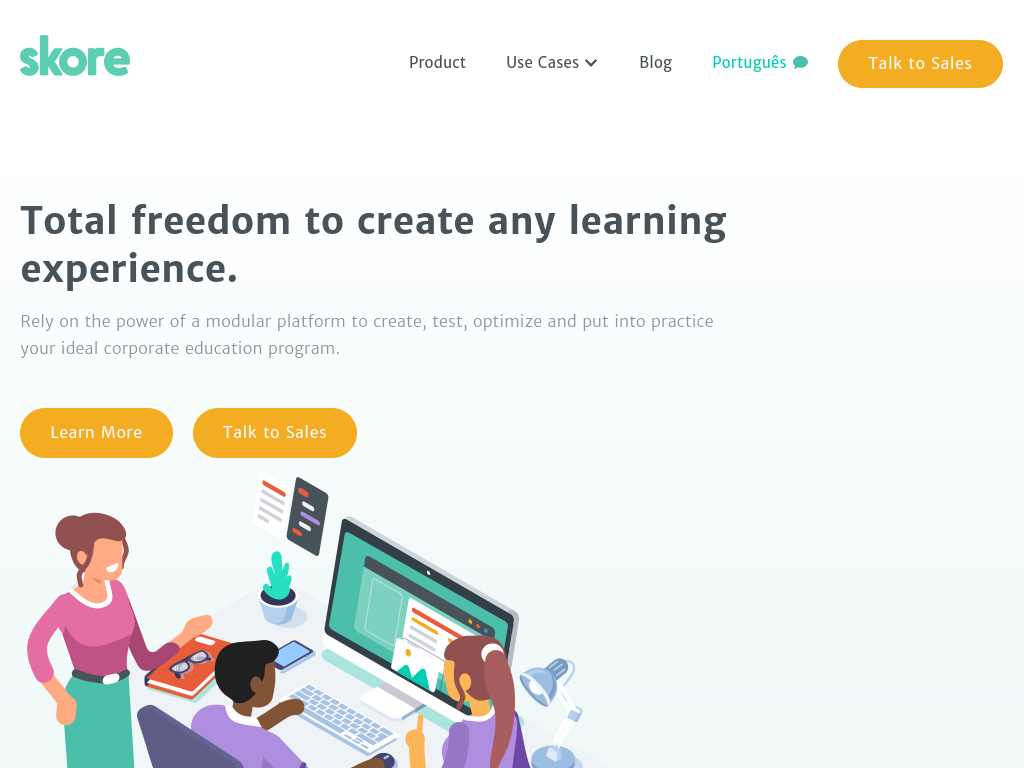 skore
Product
Use Cases
Blog
Português
Talk to Sales
Total freedom to create any learning
experience.
Rely on the power of a modular platform to create, test, optimize and put into practice
your ideal corporate education program.
Learn More
Talk to Sales